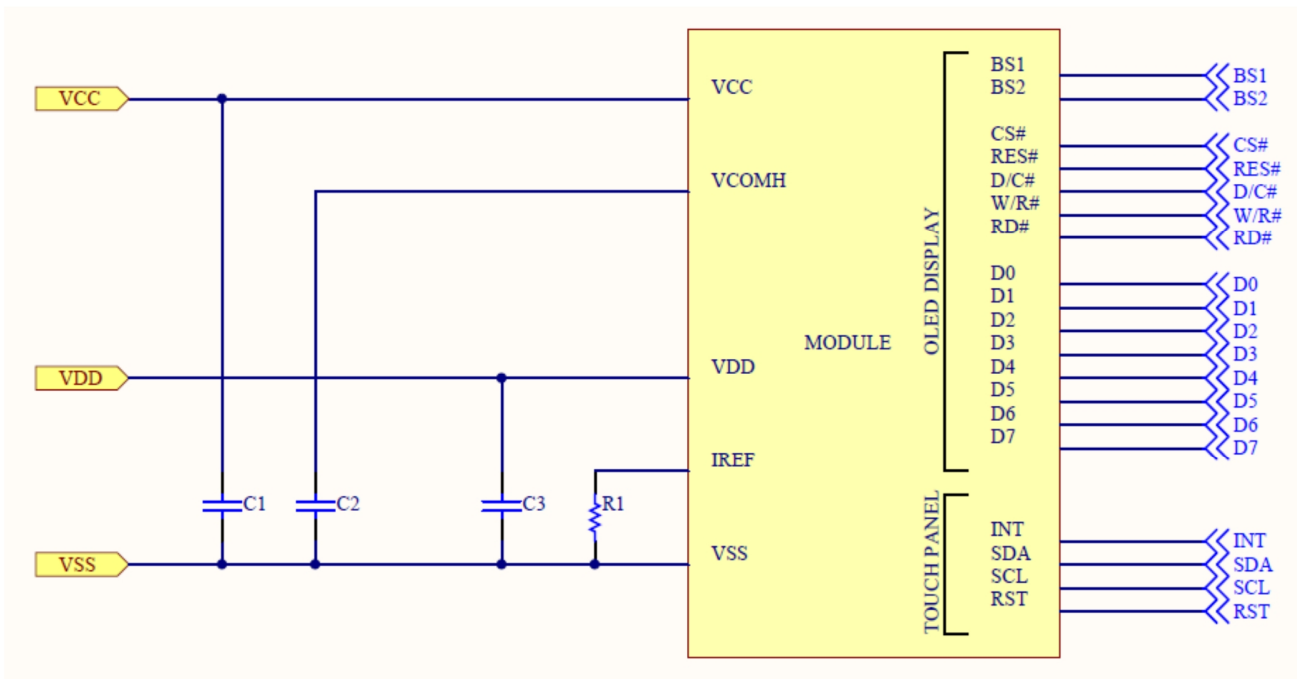 VCC
VDD
VSS
C1
C2
C3
R1
VCC
VCOMH
VDD
IREF
VSS
MODULE
OLED DISPLAY
BS1
BS2
CS#
RES#
D/C#
W/R#
RD#
D0
D1
D2
D3
D4
D5
D6
D7
TOUCH PANEL
INT
SDA
SCL
RST
BS1
BS2
CS#
RES#
D/C#
W/R#
RD#
D0
D1
D2
D3
D4
D5
D6
D7
INT
SDA
SCL
RST